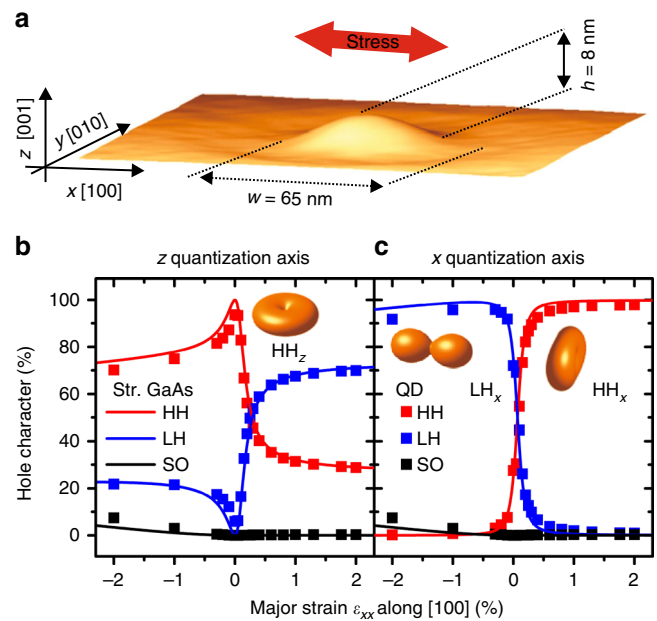 a
Stress
h = 8 nm
z [001]
y [010]
x [100]
w = 65 nm
b
z quantization axis
c
x quantization axis
Hole character (%)
100
80
60
40
20
0
HH_z
Str. GaAs
HH
LH
SO
QD
HH
LH
SO
LH_x
HH_x
−2 −1 0 1 2
−2 −1 0 1 2
Major strain ε_xx along [100] (%)